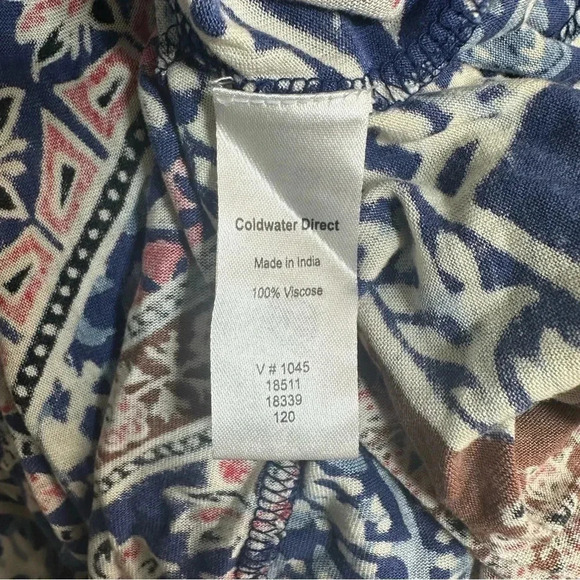 Coldwater Direct
Made in India
100% Viscose
V # 1045
18511
18339
120